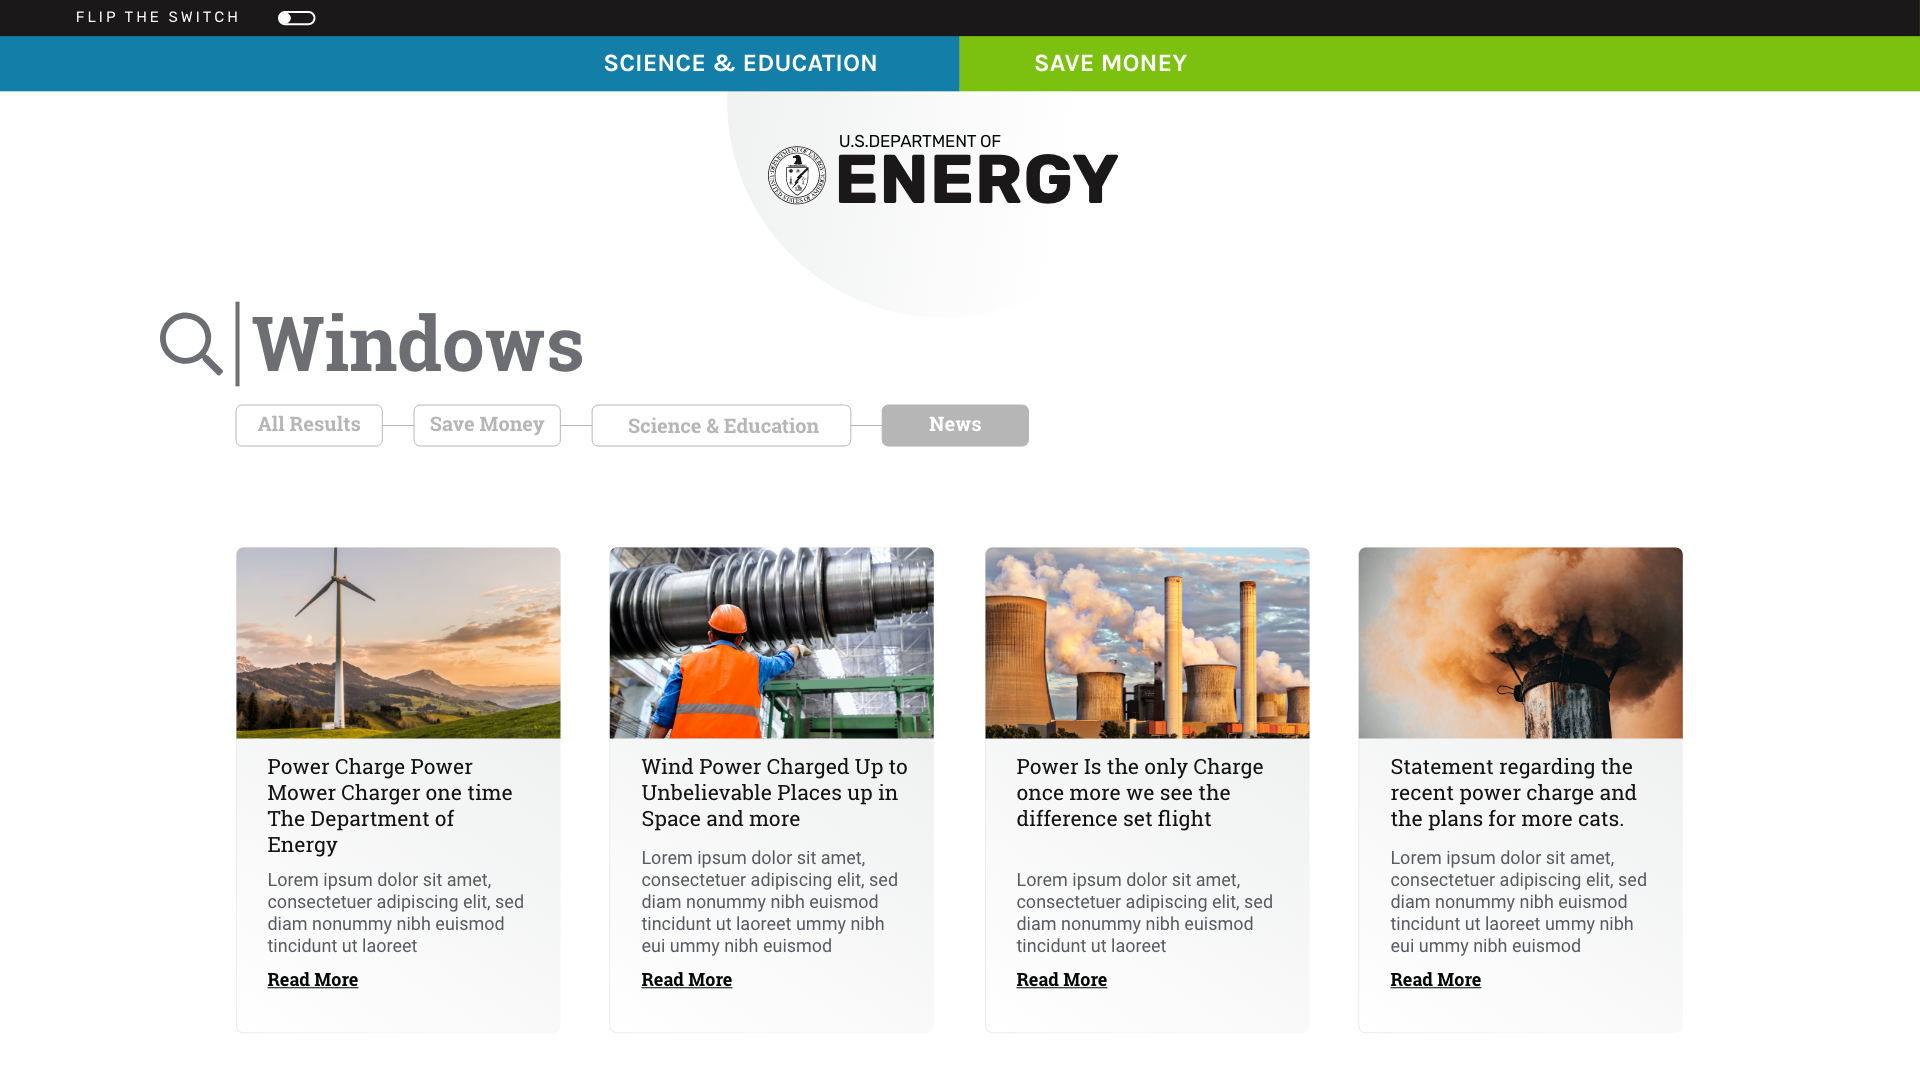 FLIP THE SWITCH
SCIENCE & EDUCATION
SAVE MONEY
U.S.DEPARTMENT OF
ENERGY
Windows
All Results
Save Money
Science & Education
News
Power Charge Power
Mower Charger one time
The Department of
Energy
Lorem ipsum dolor sit amet,
consectetuer adipiscing elit, sed
diam nonummy nibh euismod
tincidunt ut laoreet
Read More
Wind Power Charged Up to
Unbelievable Places up in
Space and more
Lorem ipsum dolor sit amet,
consectetuer adipiscing elit, sed
diam nonummy nibh euismod
tincidunt ut laoreet ummy nibh
eui ummy nibh euismod
Read More
Power Is the only Charge
once more we see the
difference set flight
Lorem ipsum dolor sit amet,
consectetuer adipiscing elit, sed
diam nonummy nibh euismod
tincidunt ut laoreet
Read More
Statement regarding the
recent power charge and
the plans for more cats.
Lorem ipsum dolor sit amet,
consectetuer adipiscing elit, sed
diam nonummy nibh euismod
tincidunt ut laoreet ummy nibh
eui ummy nibh euismod
Read More